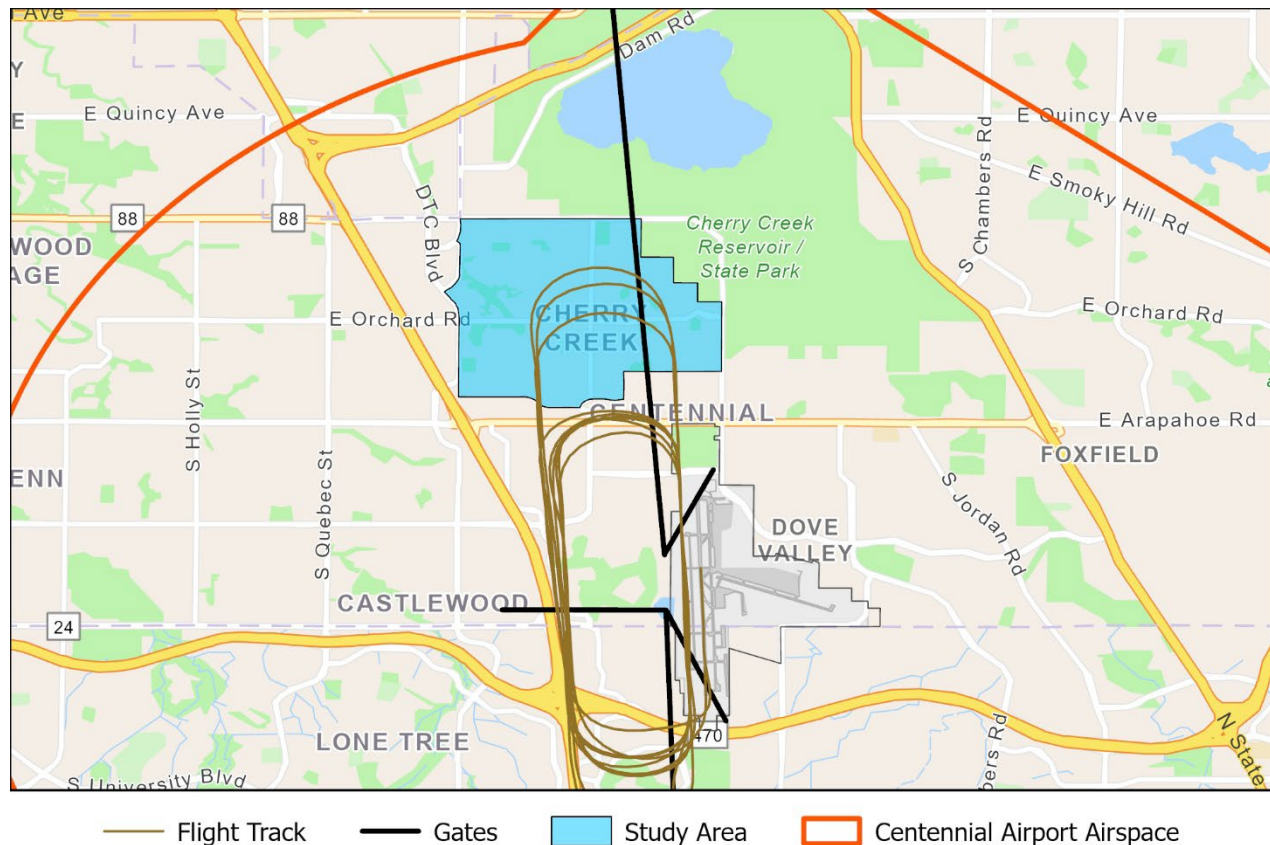 Ave
Dam Rd
Y
E
E Quincy Ave
E Quincy Ave
S Chambers Rd
E Smoky Hill Rd
DTC Blvd
88
88
WOOD
AGE
Cherry Creek
Reservoir /
State Park
E Orchard Rd
CHERRY
CREEK
E Orchard Rd
S Holly St
CENTENNIAL
E Arapahoe Rd
ENN
S Quebec St
FOXFIELD
S Jordan Rd
DOVE
VALLEY
CASTLEWOOD
24
LONE TREE
470
S University Blvd
bers Rd
N State
Flight Track
Gates
Study Area
Centennial Airport Airspace